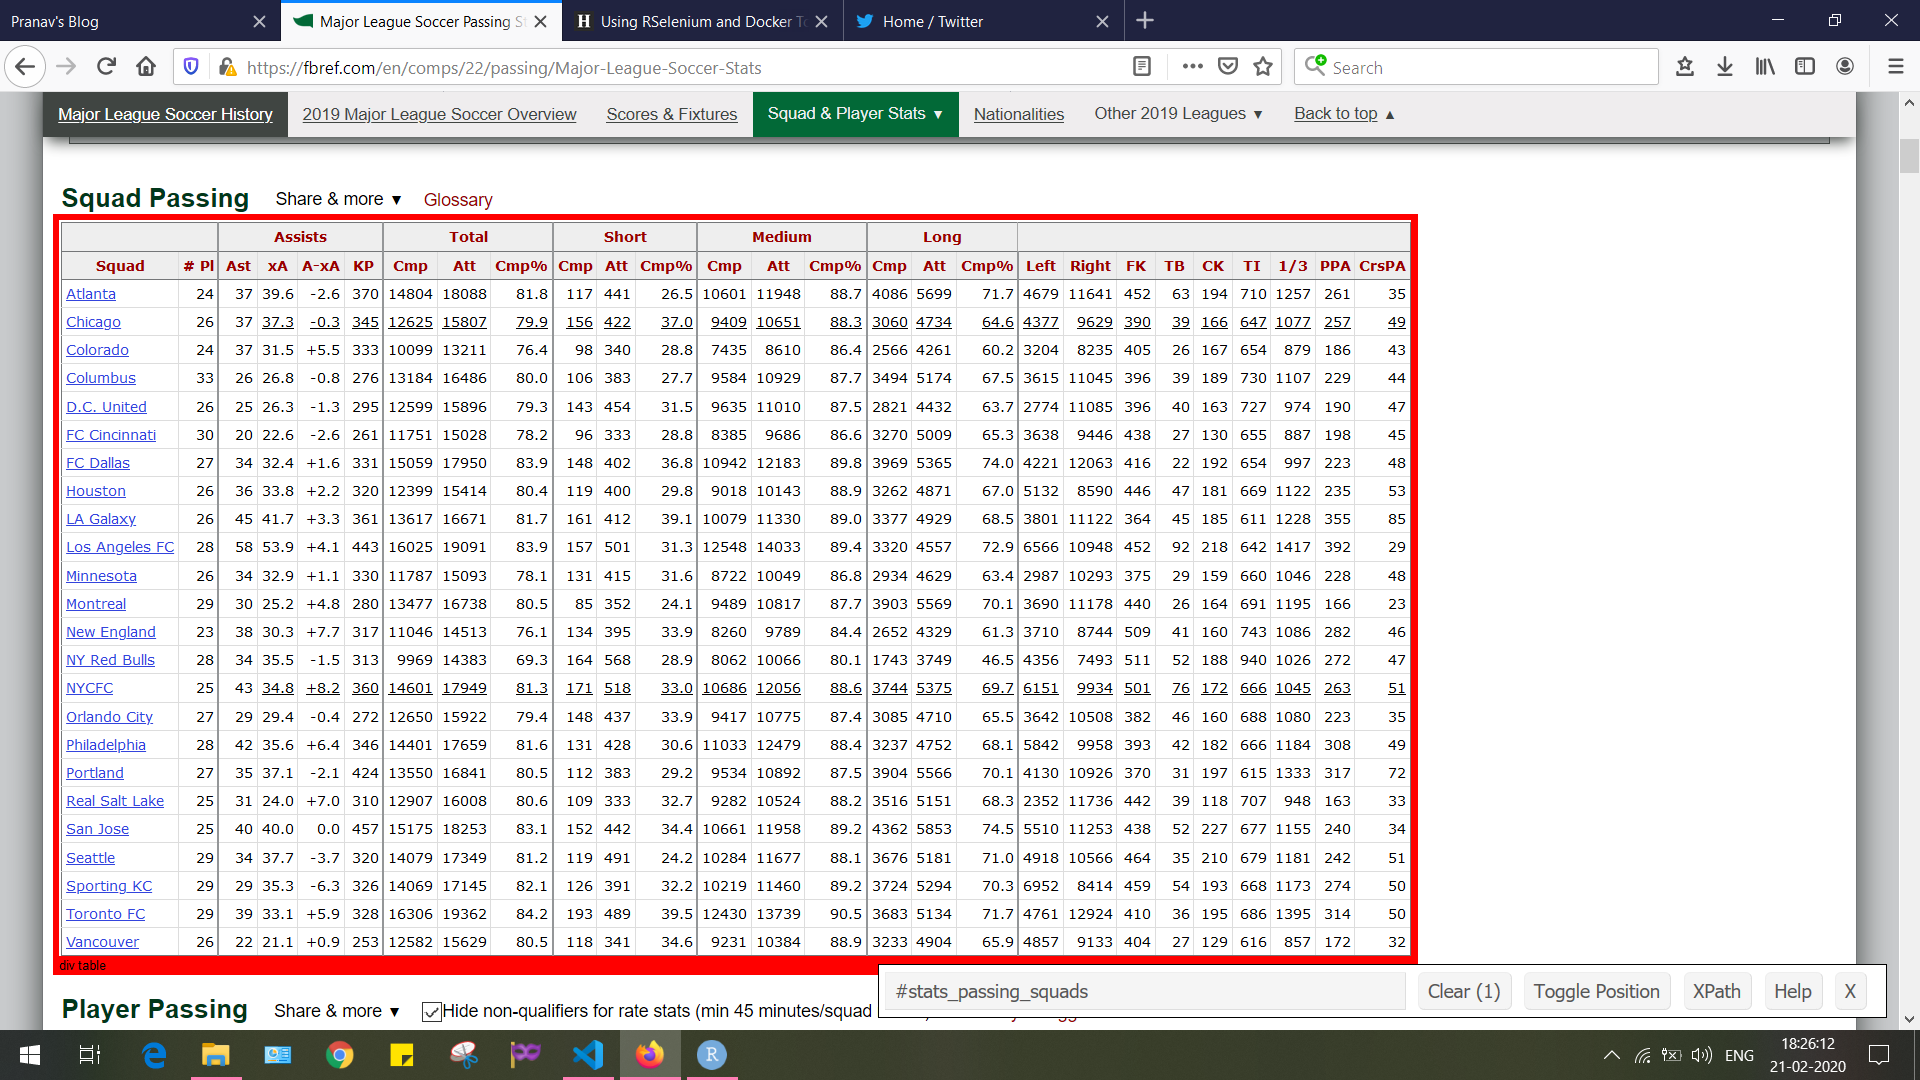 Pranav's Blog
Major League Soccer Passing S
Using RSelenium and Docker To
Home / Twitter
https://fbref.com/en/comps/22/passing/Major-League-Soccer-Stats
Search
Major League Soccer History 2019 Major League Soccer Overview Scores & Fixtures Squad & Player Stats ▼ Nationalities Other 2019 Leagues ▼ Back to top ▲
Squad Passing Share & more ▼ Glossary
Assists Total Short Medium Long
Squad # Pl Ast xA A-xA KP Cmp Att Cmp% Cmp Att Cmp% Cmp Att Cmp% Cmp Att Cmp% Left Right FK TB CK TI 1/3 PPA CrsPA
Atlanta 24 37 39.6 -2.6 370 14804 18088 81.8 117 441 26.5 10601 11948 88.7 4086 5699 71.7 4679 11641 452 63 194 710 1257 261 35
Chicago 26 37 37.3 -0.3 345 12625 15807 79.9 156 422 37.0 9409 10651 88.3 3060 4734 64.6 4377 9629 390 39 166 647 1077 257 49
Colorado 24 37 31.5 +5.5 333 10099 13211 76.4 98 340 28.8 7435 8610 86.4 2566 4261 60.2 3204 8235 405 26 167 654 879 186 43
Columbus 33 26 26.8 -0.8 276 13184 16486 80.0 106 383 27.7 9584 10929 87.7 3494 5174 67.5 3615 11045 396 39 189 730 1107 229 44
D.C. United 26 25 26.3 -1.3 295 12599 15896 79.3 143 454 31.5 9635 11010 87.5 2821 4432 63.7 2774 11085 396 40 163 727 974 190 47
FC Cincinnati 30 20 22.6 -2.6 261 11751 15028 78.2 96 333 28.8 8385 9686 86.6 3270 5009 65.3 3638 9446 438 27 130 655 887 198 45
FC Dallas 27 34 32.4 +1.6 331 15059 17950 83.9 148 402 36.8 10942 12183 89.8 3969 5365 74.0 4221 12063 416 22 192 654 997 223 48
Houston 26 36 33.8 +2.2 320 12399 15414 80.4 119 400 29.8 9018 10143 88.9 3262 4871 67.0 5132 8590 446 47 181 669 1122 235 53
LA Galaxy 26 45 41.7 +3.3 361 13617 16671 81.7 161 412 39.1 10079 11330 89.0 3377 4929 68.5 3801 11122 364 45 185 611 1228 355 85
Los Angeles FC 28 58 53.9 +4.1 443 16025 19091 83.9 157 501 31.3 12548 14033 89.4 3320 4557 72.9 6566 10948 452 92 218 642 1417 392 29
Minnesota 26 34 32.9 +1.1 330 11787 15093 78.1 131 415 31.6 8722 10049 86.8 2934 4629 63.4 2987 10293 375 29 159 660 1046 228 48
Montreal 29 30 25.2 +4.8 280 13477 16738 80.5 85 352 24.1 9489 10817 87.7 3903 5569 70.1 3690 11178 440 26 164 691 1195 166 23
New England 23 38 30.3 +7.7 317 11046 14513 76.1 134 395 33.9 8260 9789 84.4 2652 4329 61.3 3710 8744 509 41 160 743 1086 282 46
NY Red Bulls 28 34 35.5 -1.5 313 9969 14383 69.3 164 568 28.9 8062 10066 80.1 1743 3749 46.5 4356 7493 511 52 188 940 1026 272 47
NYCFC 25 43 34.8 +8.2 360 14601 17949 81.3 171 518 33.0 10686 12056 88.6 3744 5375 69.7 6151 9934 501 76 172 666 1045 263 51
Orlando City 27 29 29.4 -0.4 272 12650 15922 79.4 148 437 33.9 9417 10775 87.4 3085 4710 65.5 3642 10508 382 46 160 688 1080 223 35
Philadelphia 28 42 35.6 +6.4 346 14401 17659 81.6 131 428 30.6 11033 12479 88.4 3237 4752 68.1 5842 9958 393 42 182 666 1184 308 49
Portland 27 35 37.1 -2.1 424 13550 16841 80.5 112 383 29.2 9534 10892 87.5 3904 5566 70.1 4130 10926 370 31 197 615 1333 317 72
Real Salt Lake 25 31 24.0 +7.0 310 12907 16008 80.6 109 333 32.7 9282 10524 88.2 3516 5151 68.3 2352 11736 442 39 118 707 948 163 33
San Jose 25 40 40.0 0.0 457 15175 18253 83.1 152 442 34.4 10661 11958 89.2 4362 5853 74.5 5510 11253 438 52 227 677 1155 240 34
Seattle 29 34 37.7 -3.7 320 14079 17349 81.2 119 491 24.2 10284 11677 88.1 3676 5181 71.0 4918 10566 464 35 210 679 1181 242 51
Sporting KC 29 29 35.3 -6.3 326 14069 17145 82.1 126 391 32.2 10219 11460 89.2 3724 5294 70.3 6952 8414 459 54 193 668 1173 274 50
Toronto FC 29 39 33.1 +5.9 328 16306 19362 84.2 193 489 39.5 12430 13739 90.5 3683 5134 71.7 4761 12924 410 36 195 686 1395 314 50
Vancouver 26 22 21.1 +0.9 253 12582 15629 80.5 118 341 34.6 9231 10384 88.9 3233 4904 65.9 4857 9133 404 27 129 616 857 172 32
div table
#stats_passing_squads Clear (1) Toggle Position XPath Help X
Player Passing Share & more ▼ Hide non-qualifiers for rate stats (min 45 minutes/squad
ENG
18:26:12
21-02-2020